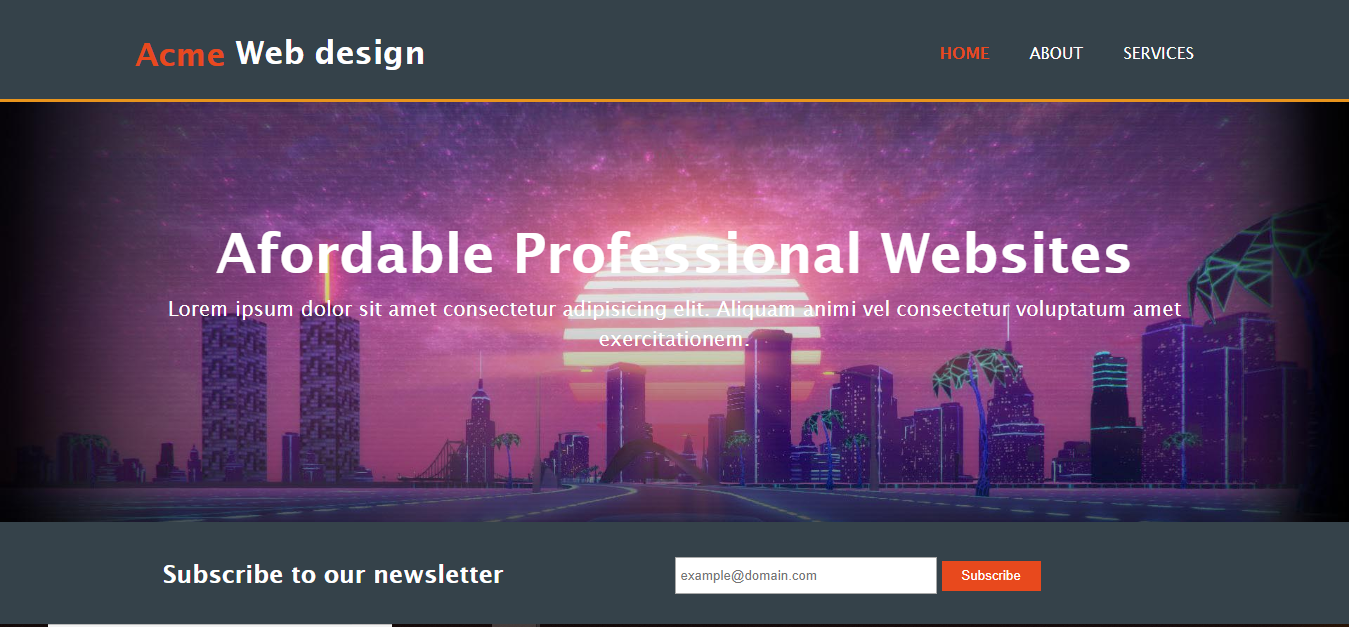 Acme Web design
HOME ABOUT SERVICES
Afordable Professional Websites
Lorem ipsum dolor sit amet consectetur adipisicing elit. Aliquam animi vel consectetur voluptatum amet
exercitationem.
Subscribe to our newsletter
example@domain.com
Subscribe